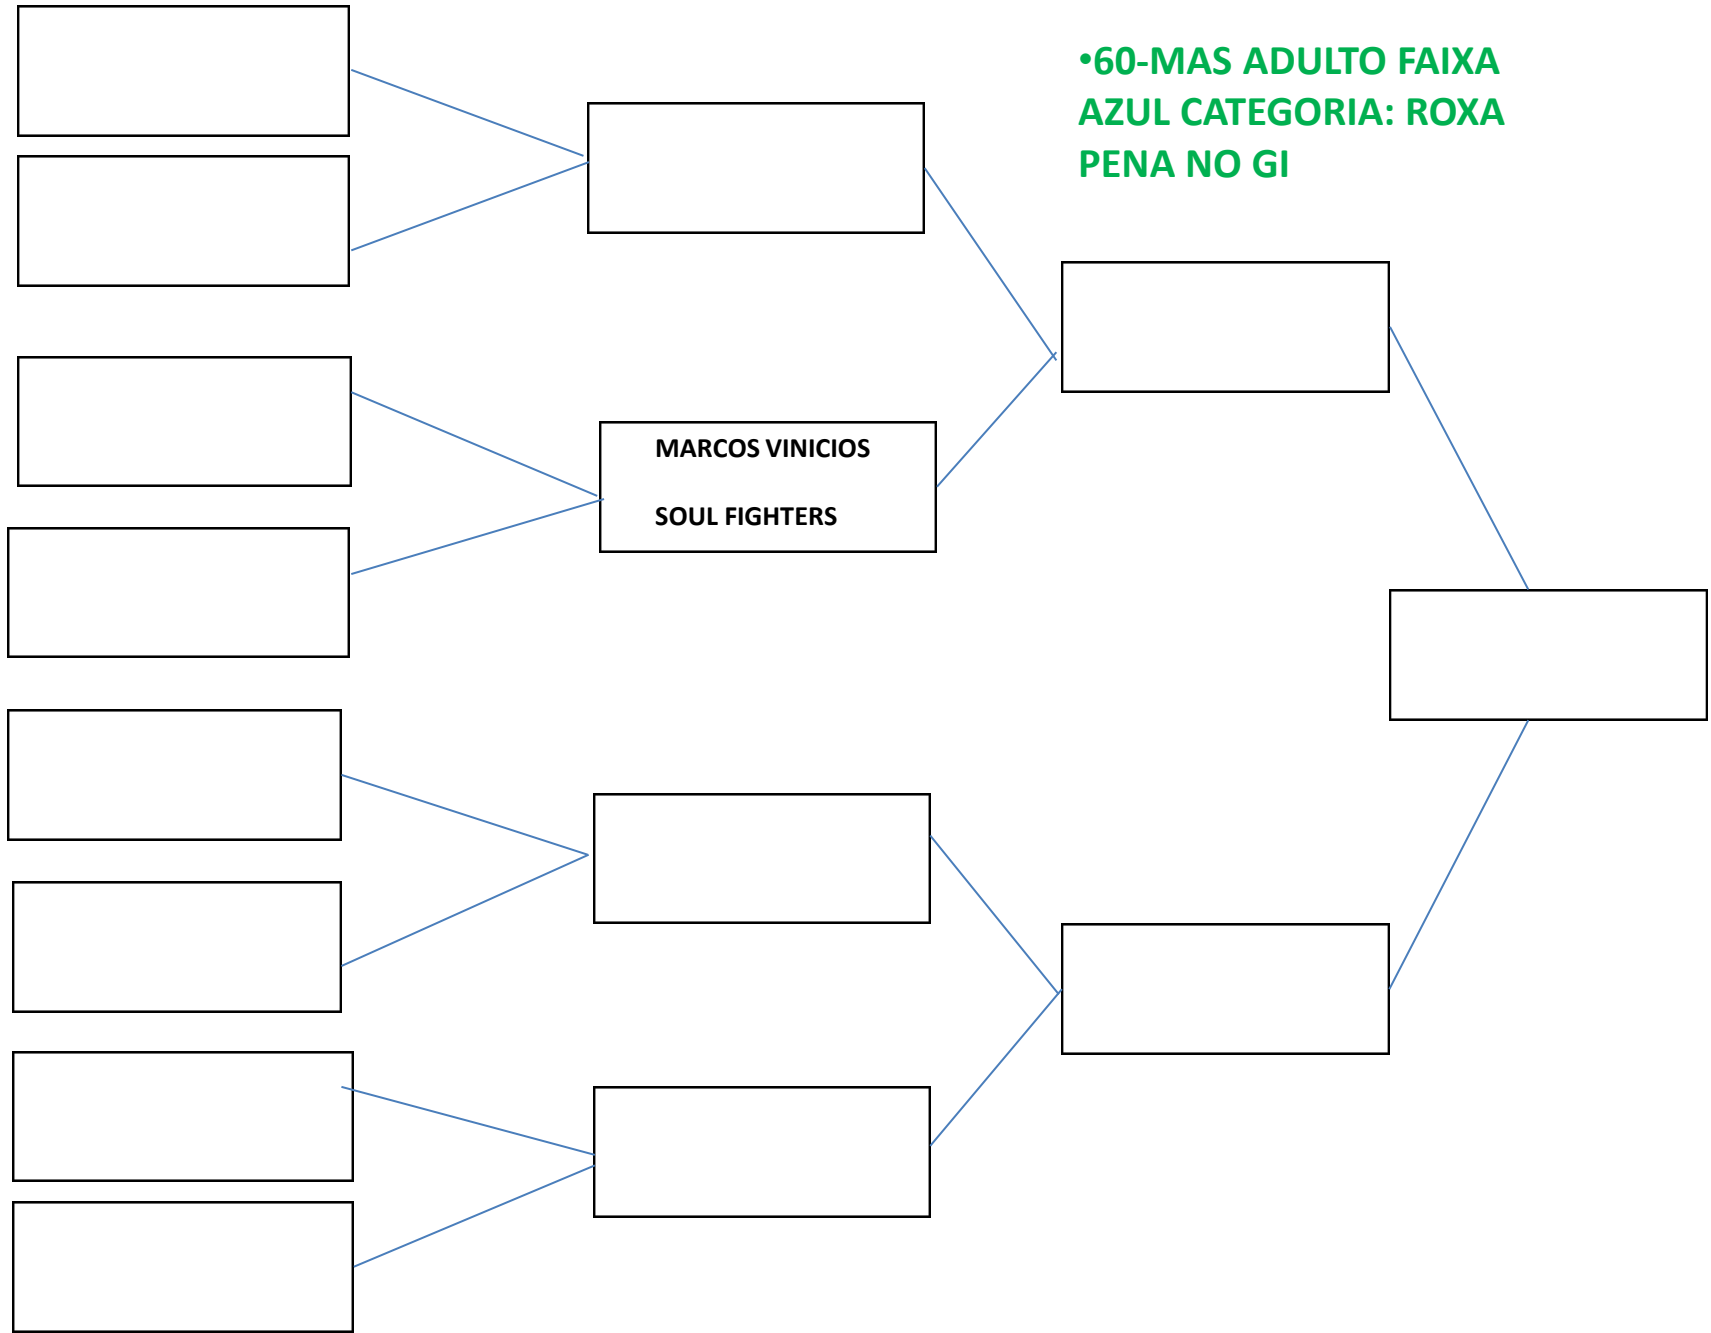 •60-MAS ADULTO FAIXA
AZUL CATEGORIA: ROXA
PENA NO GI
MARCOS VINICIOS
SOUL FIGHTERS